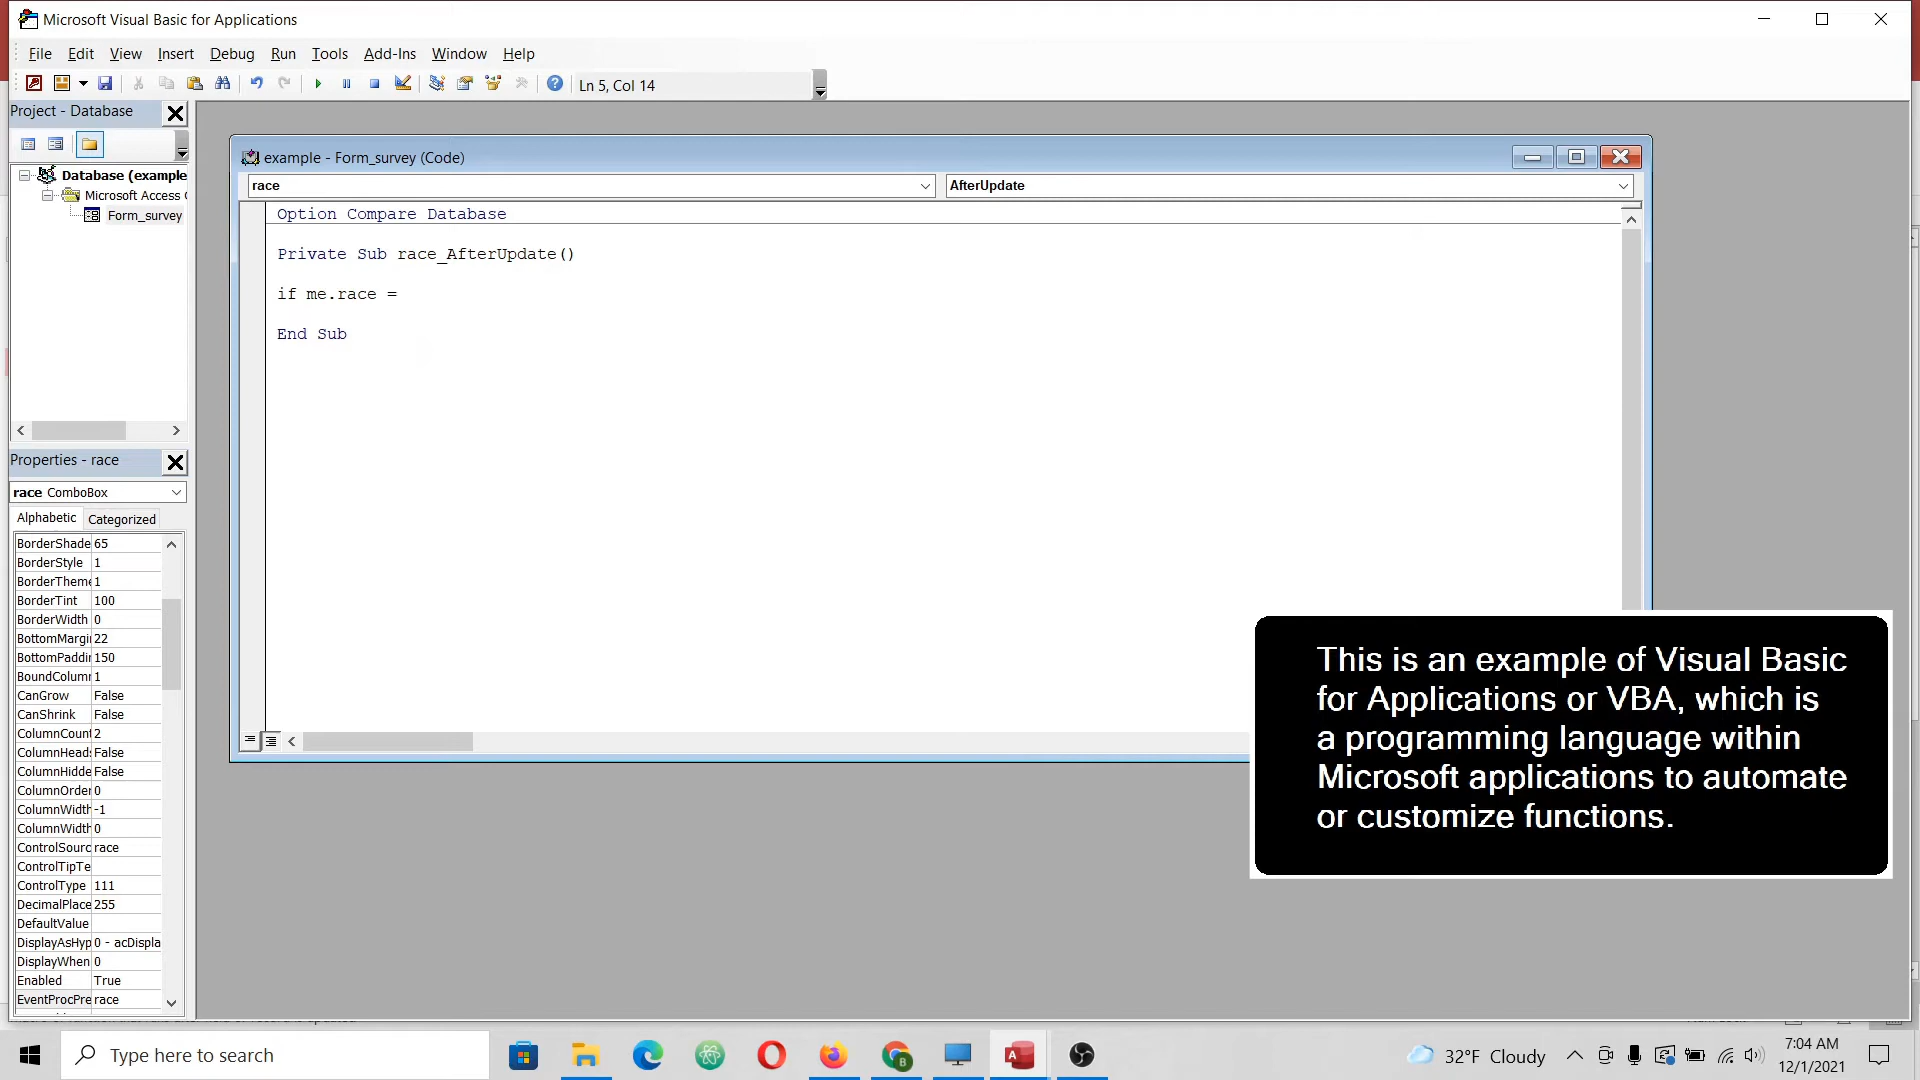 Microsoft Visual Basic for Applications
File Edit View Insert Debug Run Tools Add-Ins Window Help
Ln 5, Col 14
Project - Database
Database (example
Microsoft Access
Form_survey
example - Form_survey (Code)
race
AfterUpdate
Option Compare Database
Private Sub race_AfterUpdate()
if me.race =
End Sub
Properties - race
race ComboBox
Alphabetic Categorized
BorderShade 65
BorderStyle 1
BorderTheme 1
BorderTint 100
BorderWidth 0
BottomMargi 22
BottomPaddi 150
BoundColumn 1
CanGrow False
CanShrink False
ColumnCount 2
ColumnHeads False
ColumnHidde False
ColumnOrder 0
ColumnWidth -1
ColumnWidth 0
ControlSourc race
ControlTipTe
ControlType 111
DecimalPlace 255
DefaultValue
DisplayAsHyp 0 - acDispla
DisplayWhen 0
Enabled True
EventProcPre race
This is an example of Visual Basic
for Applications or VBA, which is
a programming language within
Microsoft applications to automate
or customize functions.
Type here to search
32°F Cloudy
7:04 AM
12/1/2021